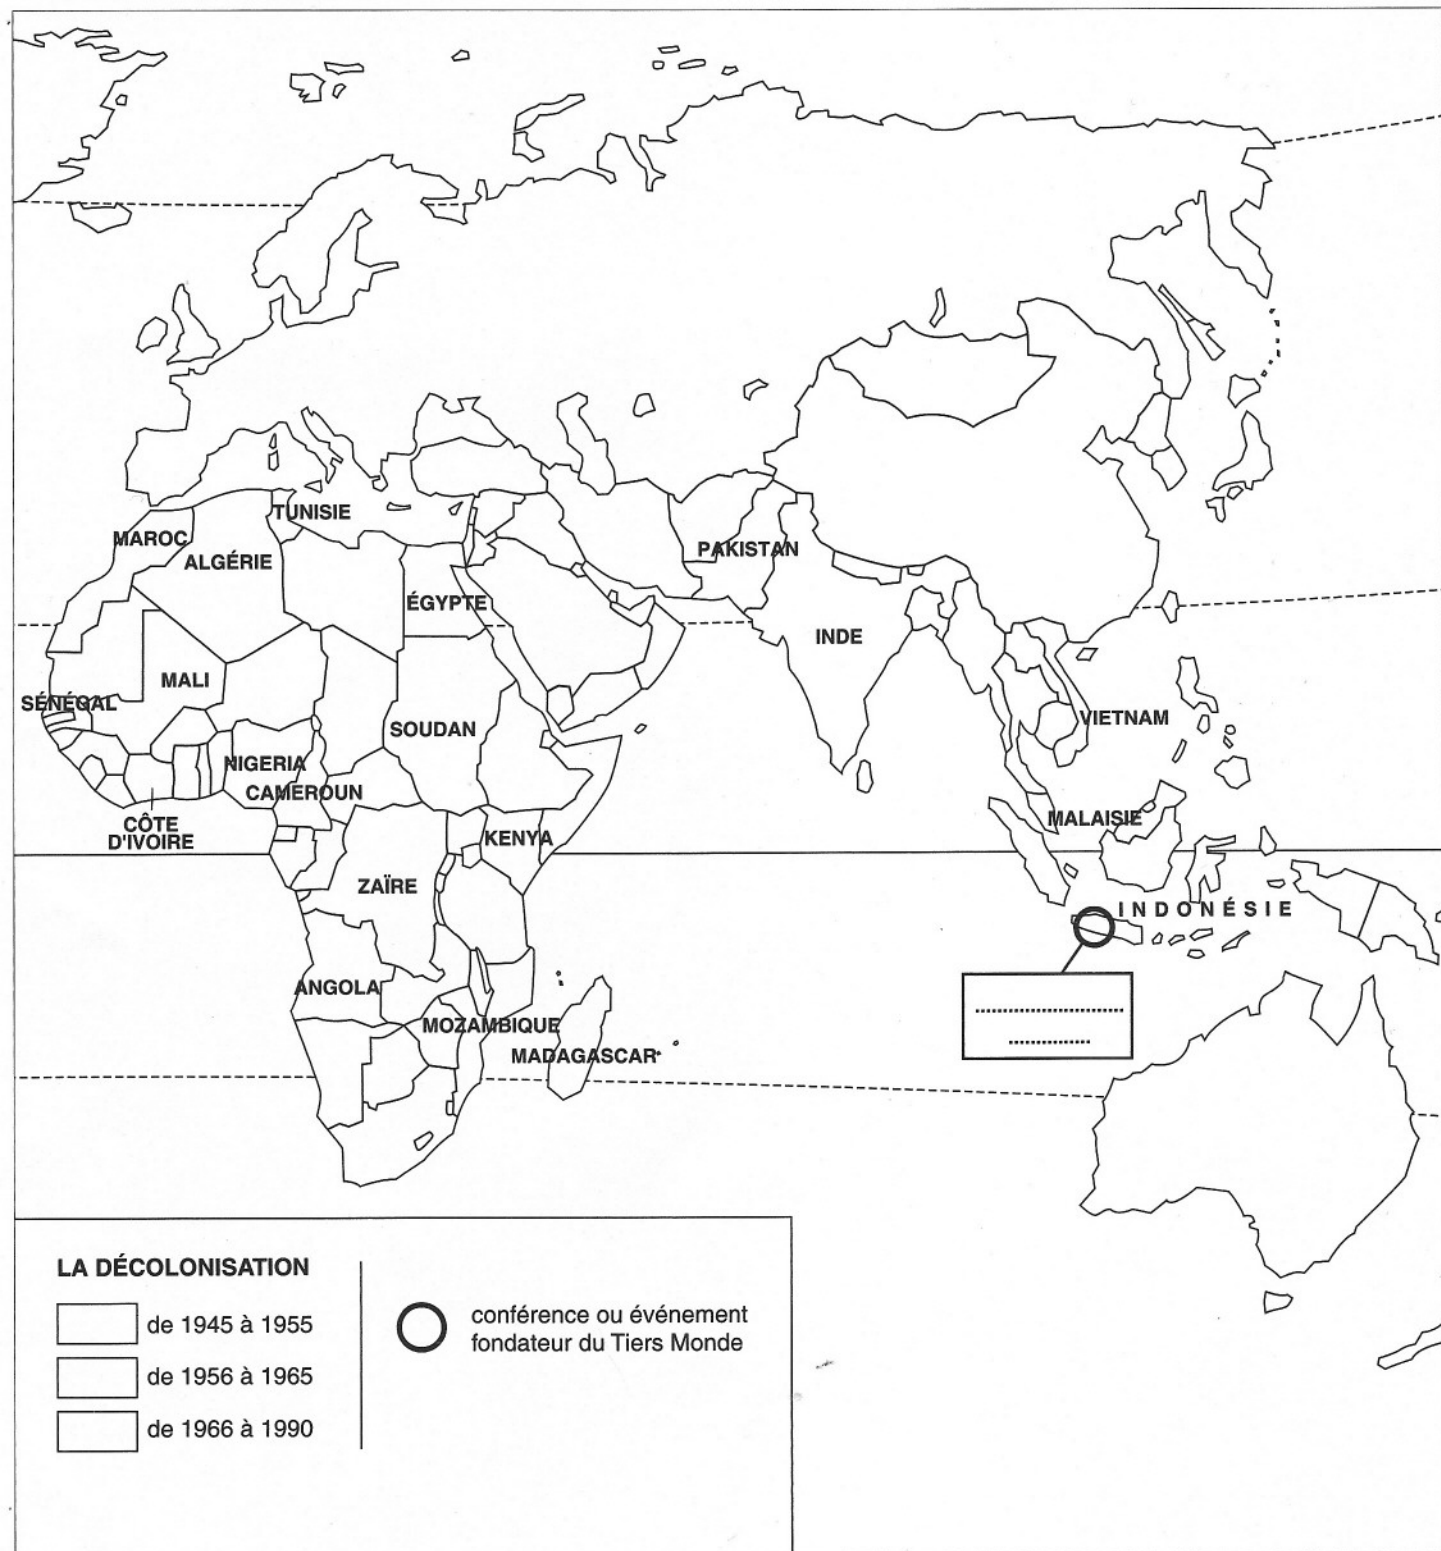 TUNISIE
MAROC
ALGÉRIE
PAKISTAN
ÉGYPTE
INDE
MALI
SÉNÉGAL
VIETNAM
SOUDAN
NIGERIA
CAMEROUN
CÔTE
D'IVOIRE
KENYA
MALAISIE
ZAÏRE
INDONÉSIE
ANGOLA
MOZAMBIQUE
MADAGASCAR
LA DÉCOLONISATION
de 1945 à 1955
de 1956 à 1965
de 1966 à 1990
conférence ou événement
fondateur du Tiers Monde